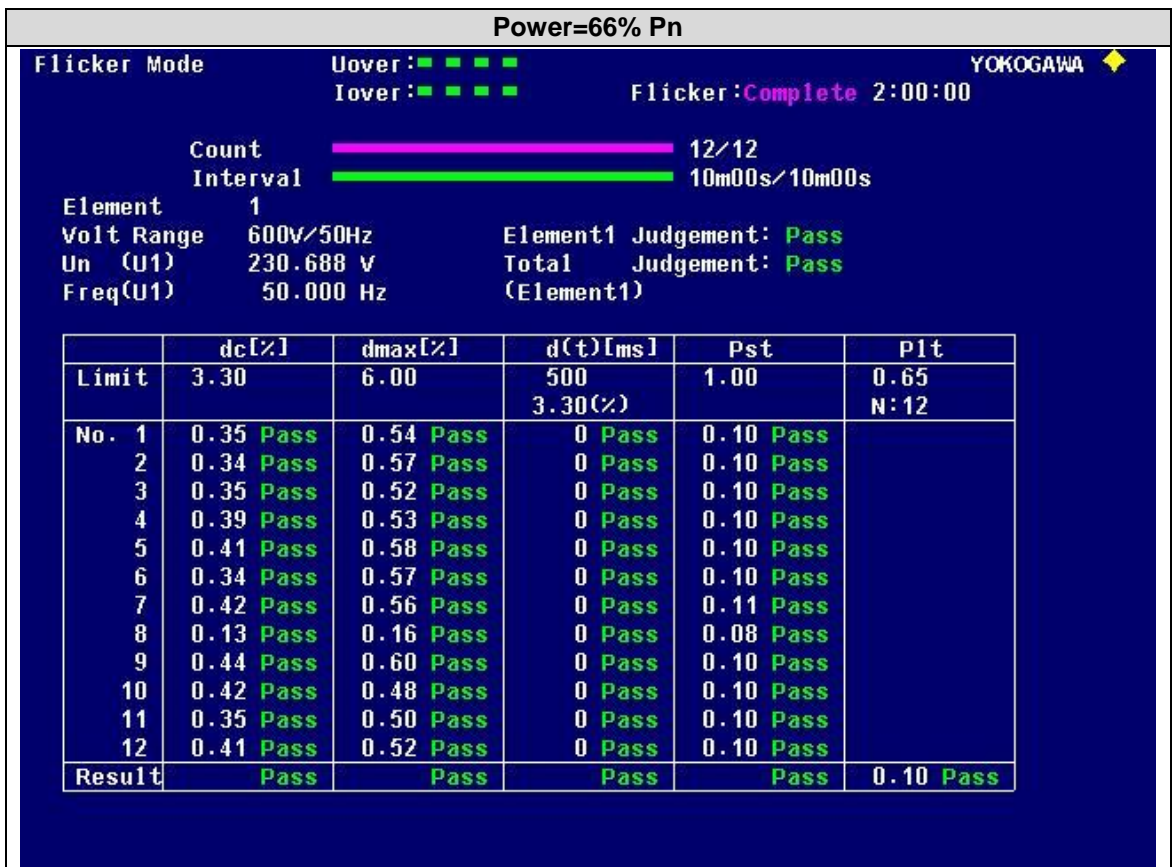 Power=66% Pn
Flicker Mode Uover: YOKOGAWA
Iover: Flicker:Complete 2:00:00
Count 12/12
Interval 10m00s/10m00s
Element 1
Volt Range 600V/50Hz Element1 Judgement: Pass
Un (U1) 230.688 V Total Judgement: Pass
Freq(U1) 50.000 Hz (Element1)
dc[%] dmax[%] d(t)[ms] Pst Plt
Limit 3.30 6.00 500 1.00 0.65
3.30(%) N:12
No. 1 0.35 Pass 0.54 Pass 0 Pass 0.10 Pass
2 0.34 Pass 0.57 Pass 0 Pass 0.10 Pass
3 0.35 Pass 0.52 Pass 0 Pass 0.10 Pass
4 0.39 Pass 0.53 Pass 0 Pass 0.10 Pass
5 0.41 Pass 0.58 Pass 0 Pass 0.10 Pass
6 0.34 Pass 0.57 Pass 0 Pass 0.10 Pass
7 0.42 Pass 0.56 Pass 0 Pass 0.11 Pass
8 0.13 Pass 0.16 Pass 0 Pass 0.08 Pass
9 0.44 Pass 0.60 Pass 0 Pass 0.10 Pass
10 0.42 Pass 0.48 Pass 0 Pass 0.10 Pass
11 0.35 Pass 0.50 Pass 0 Pass 0.10 Pass
12 0.41 Pass 0.52 Pass 0 Pass 0.10 Pass
Result Pass Pass Pass Pass 0.10 Pass